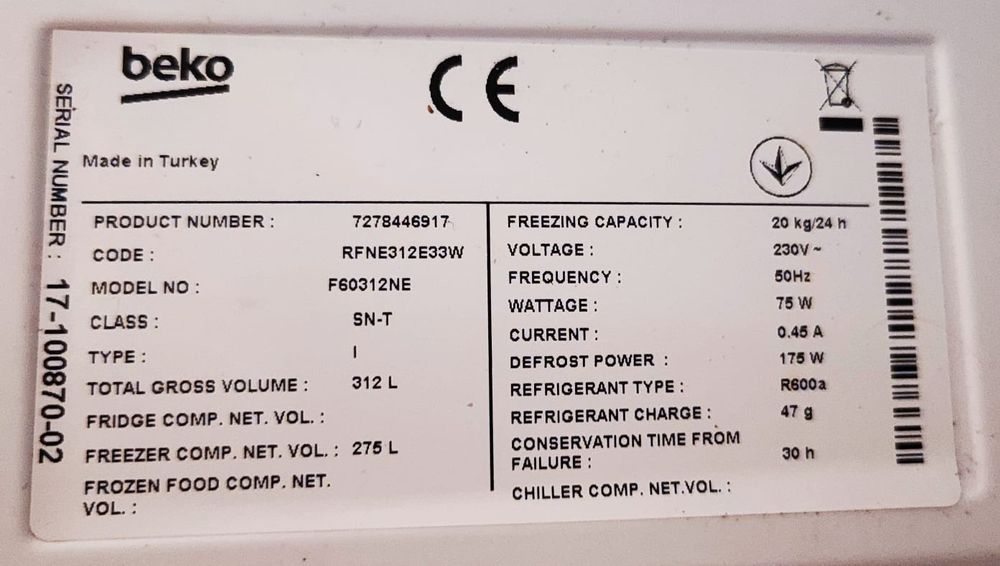 beko
CE
Made in Turkey
SERIAL NUMBER : 17-100870-02
PRODUCT NUMBER : 7278446917
CODE : RFNE312E33W
MODEL NO : F60312NE
CLASS : SN-T
TYPE : I
TOTAL GROSS VOLUME : 312 L
FRIDGE COMP. NET. VOL. :
FREEZER COMP. NET. VOL. : 275 L
FROZEN FOOD COMP. NET.
VOL. :
FREEZING CAPACITY : 20 kg/24 h
VOLTAGE : 230V ~
FREQUENCY : 50Hz
WATTAGE : 75 W
CURRENT : 0.45 A
DEFROST POWER : 175 W
REFRIGERANT TYPE : R600a
REFRIGERANT CHARGE : 47 g
CONSERVATION TIME FROM
FAILURE : 30 h
CHILLER COMP. NET.VOL. :